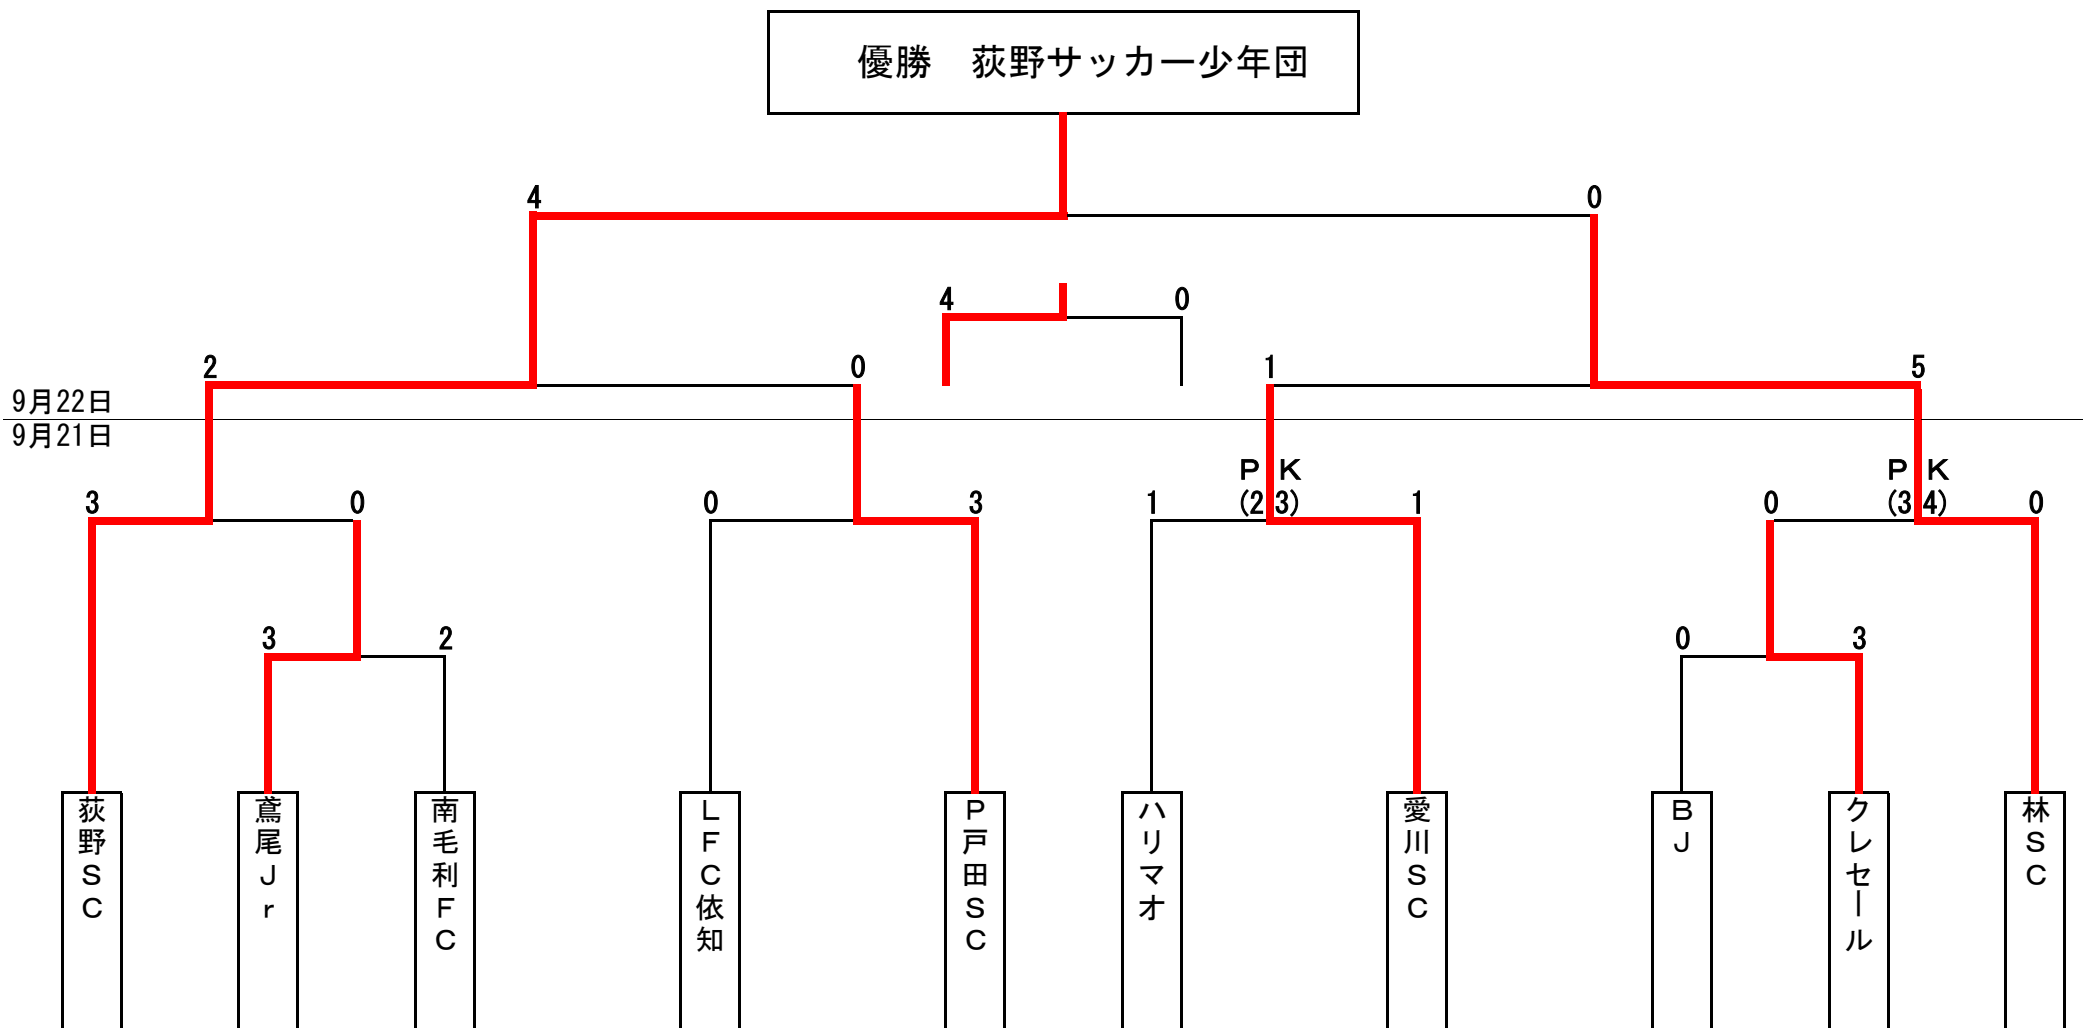 優勝　荻野サッカー少年団
4
0
4
0
2
0
1
5
9月22日
9月21日
ＰＫ
ＰＫ
3
0
0
3
1
(2 3)
1
0
(3 4)
0
3
2
0
3
荻野ＳＣ
鳶尾Ｊｒ
南毛利ＦＣ
ＬＦＣ依知
Ｐ戸田ＳＣ
ハリマオ
愛川ＳＣ
ＢＪ
クレセール
林ＳＣ